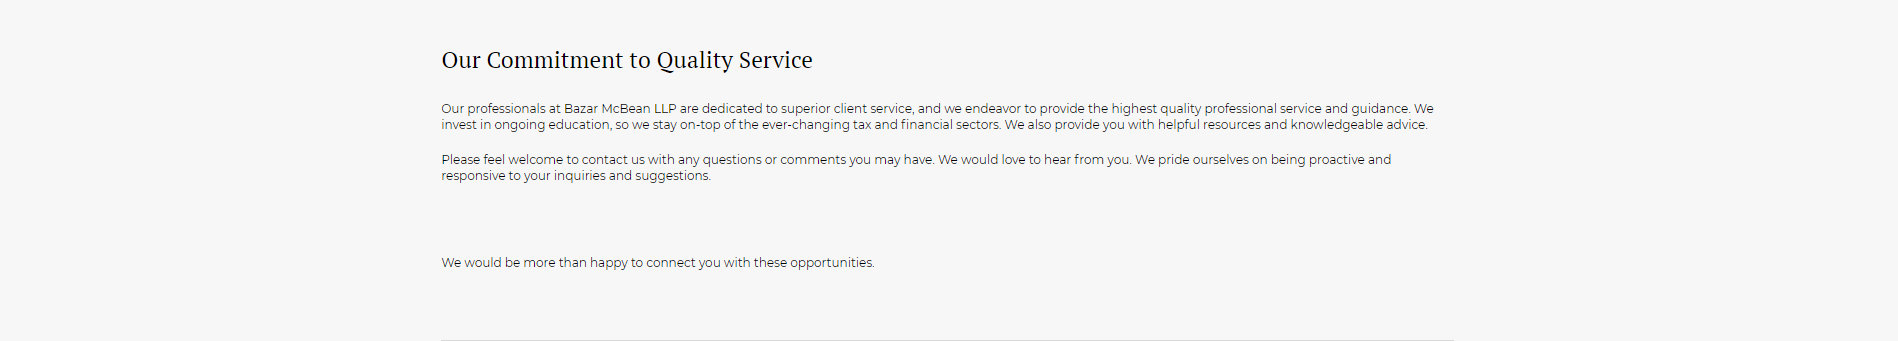 Our Commitment to Quality Service
Our professionals at Bazar McBean LLP are dedicated to superior client service, and we endeavor to provide the highest quality professional service and guidance. We
invest in ongoing education, so we stay on-top of the ever-changing tax and financial sectors. We also provide you with helpful resources and knowledgeable advice.
Please feel welcome to contact us with any questions or comments you may have. We would love to hear from you. We pride ourselves on being proactive and
responsive to your inquiries and suggestions.
We would be more than happy to connect you with these opportunities.